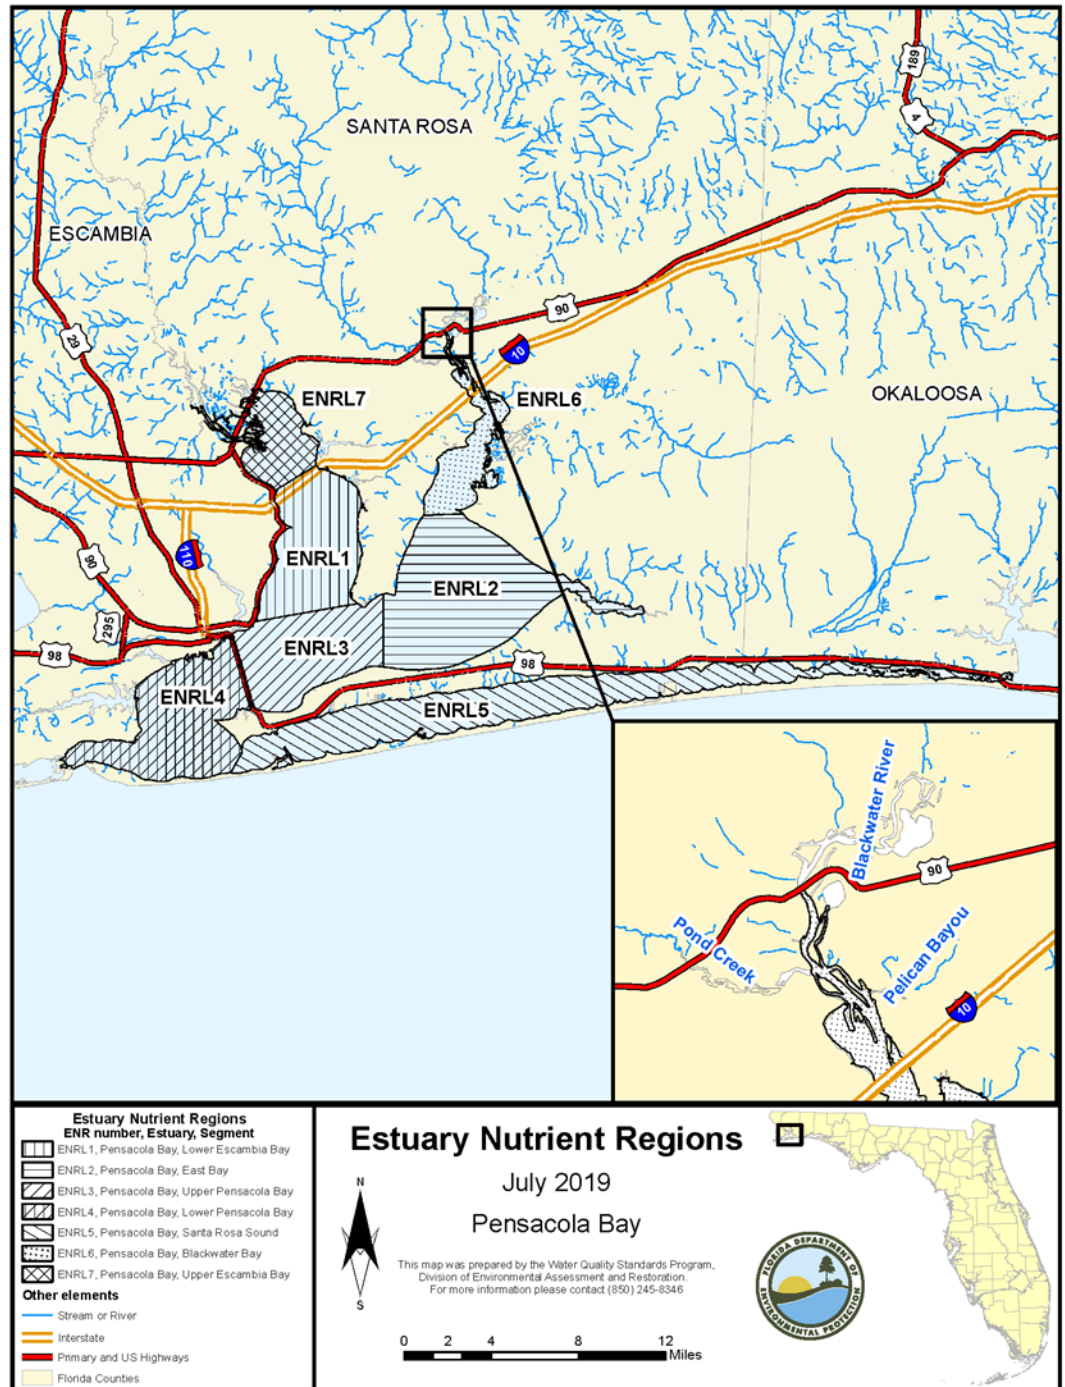 189
4
SANTA ROSA
ESCAMBIA
29
90
10
ENRL7
ENRL6
OKALOOSA
90
110
ENRL1
ENRL2
295
98
ENRL3
98
ENRL4
ENRL5
Blackwater River
90
Pond Creek
Pelican Bayou
10
Estuary Nutrient Regions
ENR number, Estuary, Segment
ENRL1, Pensacola Bay, Lower Escambia Bay
ENRL2, Pensacola Bay, East Bay
ENRL3, Pensacola Bay, Upper Pensacola Bay
ENRL4, Pensacola Bay, Lower Pensacola Bay
ENRL5, Pensacola Bay, Santa Rosa Sound
ENRL6, Pensacola Bay, Blackwater Bay
ENRL7, Pensacola Bay, Upper Escambia Bay
Other elements
Stream or River
Interstate
Primary and US Highways
Florida Counties
Estuary Nutrient Regions
July 2019
Pensacola Bay
N
S
This map was prepared by the Water Quality Standards Program,
Division of Environmental Assessment and Restoration.
For more information please contact (850) 245-8346
0 2 4 8 12
Miles
FLORIDA DEPARTMENT OF
ENVIRONMENTAL PROTECTION